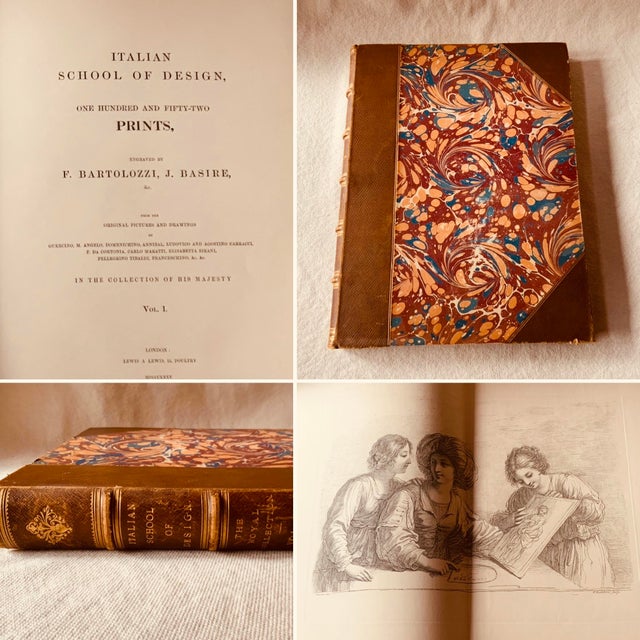 ITALIAN
SCHOOL OF DESIGN,
ONE HUNDRED AND FIFTY-TWO
PRINTS,
ENGRAVED BY
F. BARTOLOZZI, J. BASIRE,
&c.
FROM THE
ORIGINAL PICTURES AND DRAWINGS
BY
GUERCINO, M. ANGELO, DOMENICHINO, ANNIBAL, LUDOVICO AND AGOSTINO CARRACCI,
P. DA CORTONIA, CARLO MARATTI, ELISABETTA SIRANI,
PELLEGRINO TIBALDI, FRANCESCHINO, &c. &c.
IN THE COLLECTION OF HIS MAJESTY
VOL. I.
LONDON:
LEWIS & LEWIS, 15, POULTRY
ITALIAN
SCHOOL
OF
DESIGN
THE
ROYAL
COLLECTION